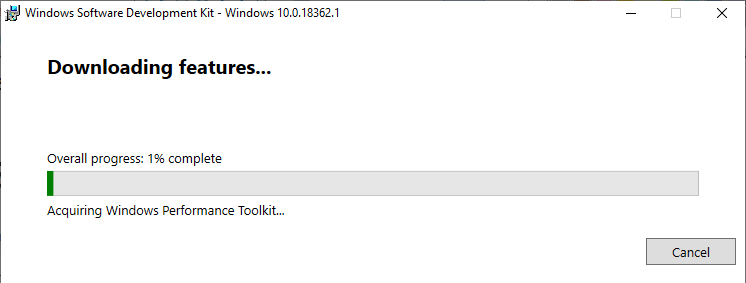 Windows Software Development Kit - Windows 10.0.18362.1
Downloading features...
Overall progress: 1% complete
Acquiring Windows Performance Toolkit...
Cancel